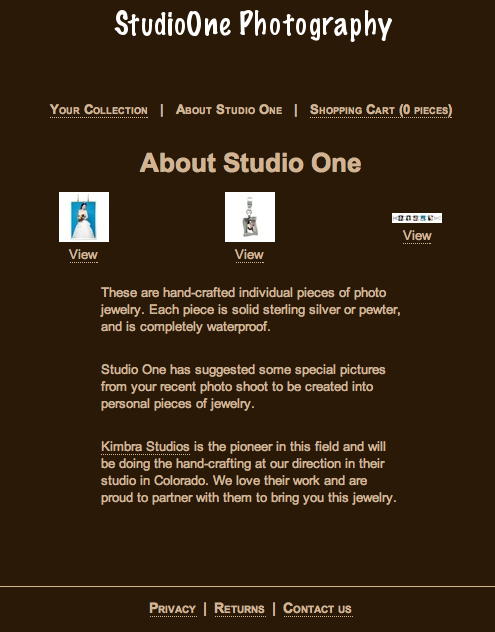 StudioOne Photography
Your Collection | About Studio One | Shopping Cart (0 pieces)
About Studio One
View View View
These are hand-crafted individual pieces of photo
jewelry. Each piece is solid sterling silver or pewter,
and is completely waterproof.
Studio One has suggested some special pictures
from your recent photo shoot to be created into
personal pieces of jewelry.
Kimbra Studios is the pioneer in this field and will
be doing the hand-crafting at our direction in their
studio in Colorado. We love their work and are
proud to partner with them to bring you this jewelry.
Privacy | Returns | Contact us